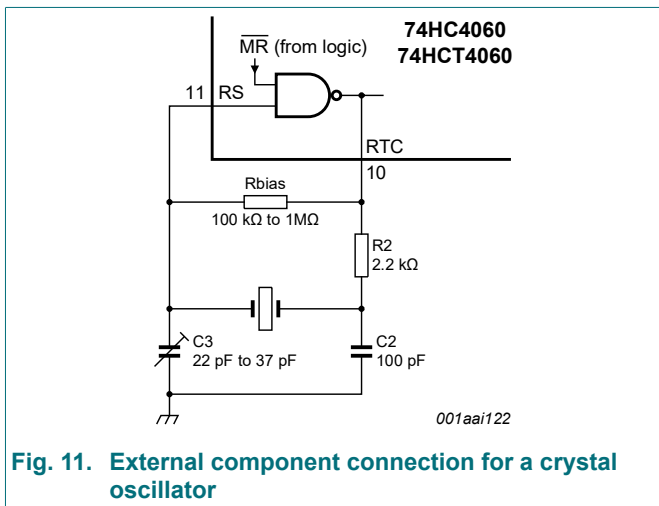 74HC4060
74HCT4060
MR (from logic)
11 RS
RTC
10
Rbias
100 kΩ to 1MΩ
R2
2.2 kΩ
C3
22 pF to 37 pF
C2
100 pF
001aai122
Fig. 11. External component connection for a crystal
oscillator